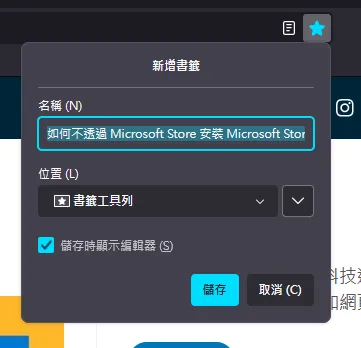 新增書籤
名稱 (N)
如何不透過 Microsoft Store 安裝 Microsoft Stor
位置 (L)
書籤工具列
儲存時顯示編輯器 (S)
儲存
取消 (C)
科技
和網